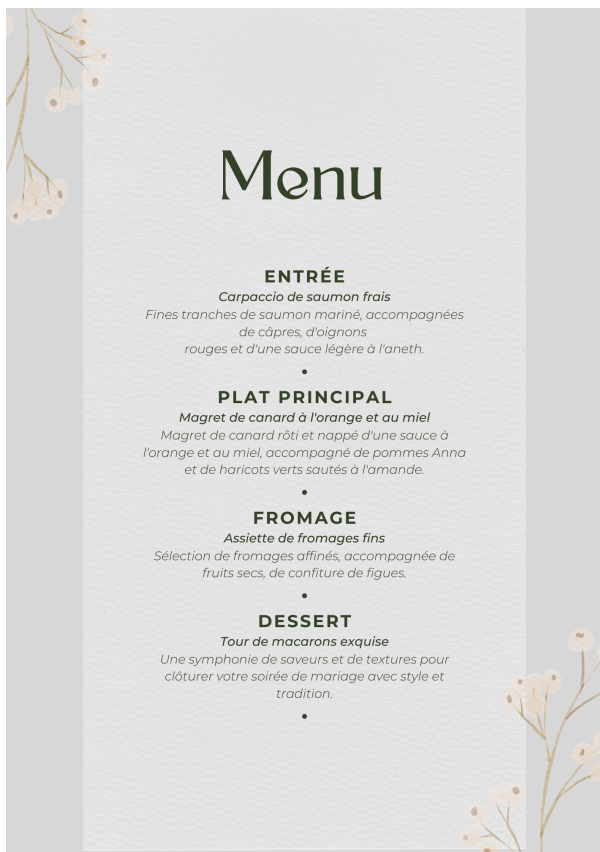 Menu
ENTRÉE
Carpaccio de saumon frais
Fines tranches de saumon mariné, accompagnées
de câpres, d'oignons
rouges et d'une sauce légère à l'aneth.
•
PLAT PRINCIPAL
Magret de canard à l'orange et au miel
Magret de canard rôti et nappé d'une sauce à
l'orange et au miel, accompagné de pommes Anna
et de haricots verts sautés à l'amande.
•
FROMAGE
Assiette de fromages fins
Sélection de fromages affinés, accompagnée de
fruits secs, de confiture de figues.
•
DESSERT
Tour de macarons exquise
Une symphonie de saveurs et de textures pour
clôturer votre soirée de mariage avec style et
tradition.
•